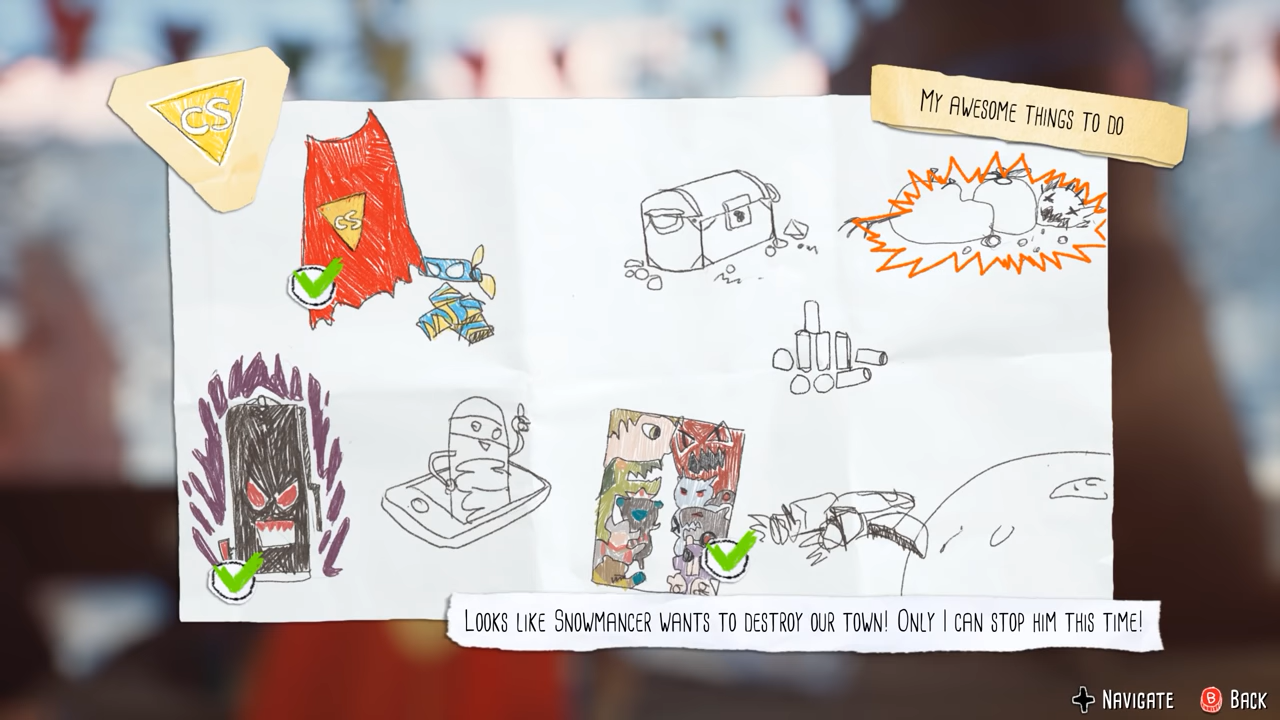 CS
My awesome things to do
CS
Looks like Snowmancer wants to destroy our town! Only I can stop him this time!
Navigate
B Back